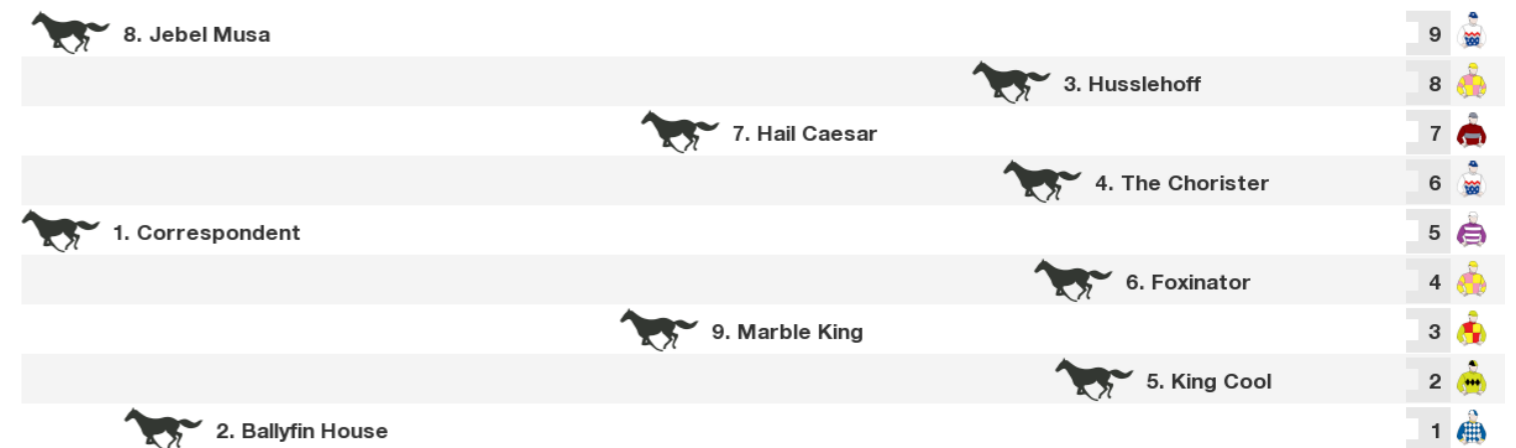 8. Jebel Musa 9
3. Husslehoff 8
7. Hail Caesar 7
4. The Chorister 6
1. Correspondent 5
6. Foxinator 4
9. Marble King 3
5. King Cool 2
2. Ballyfin House 1